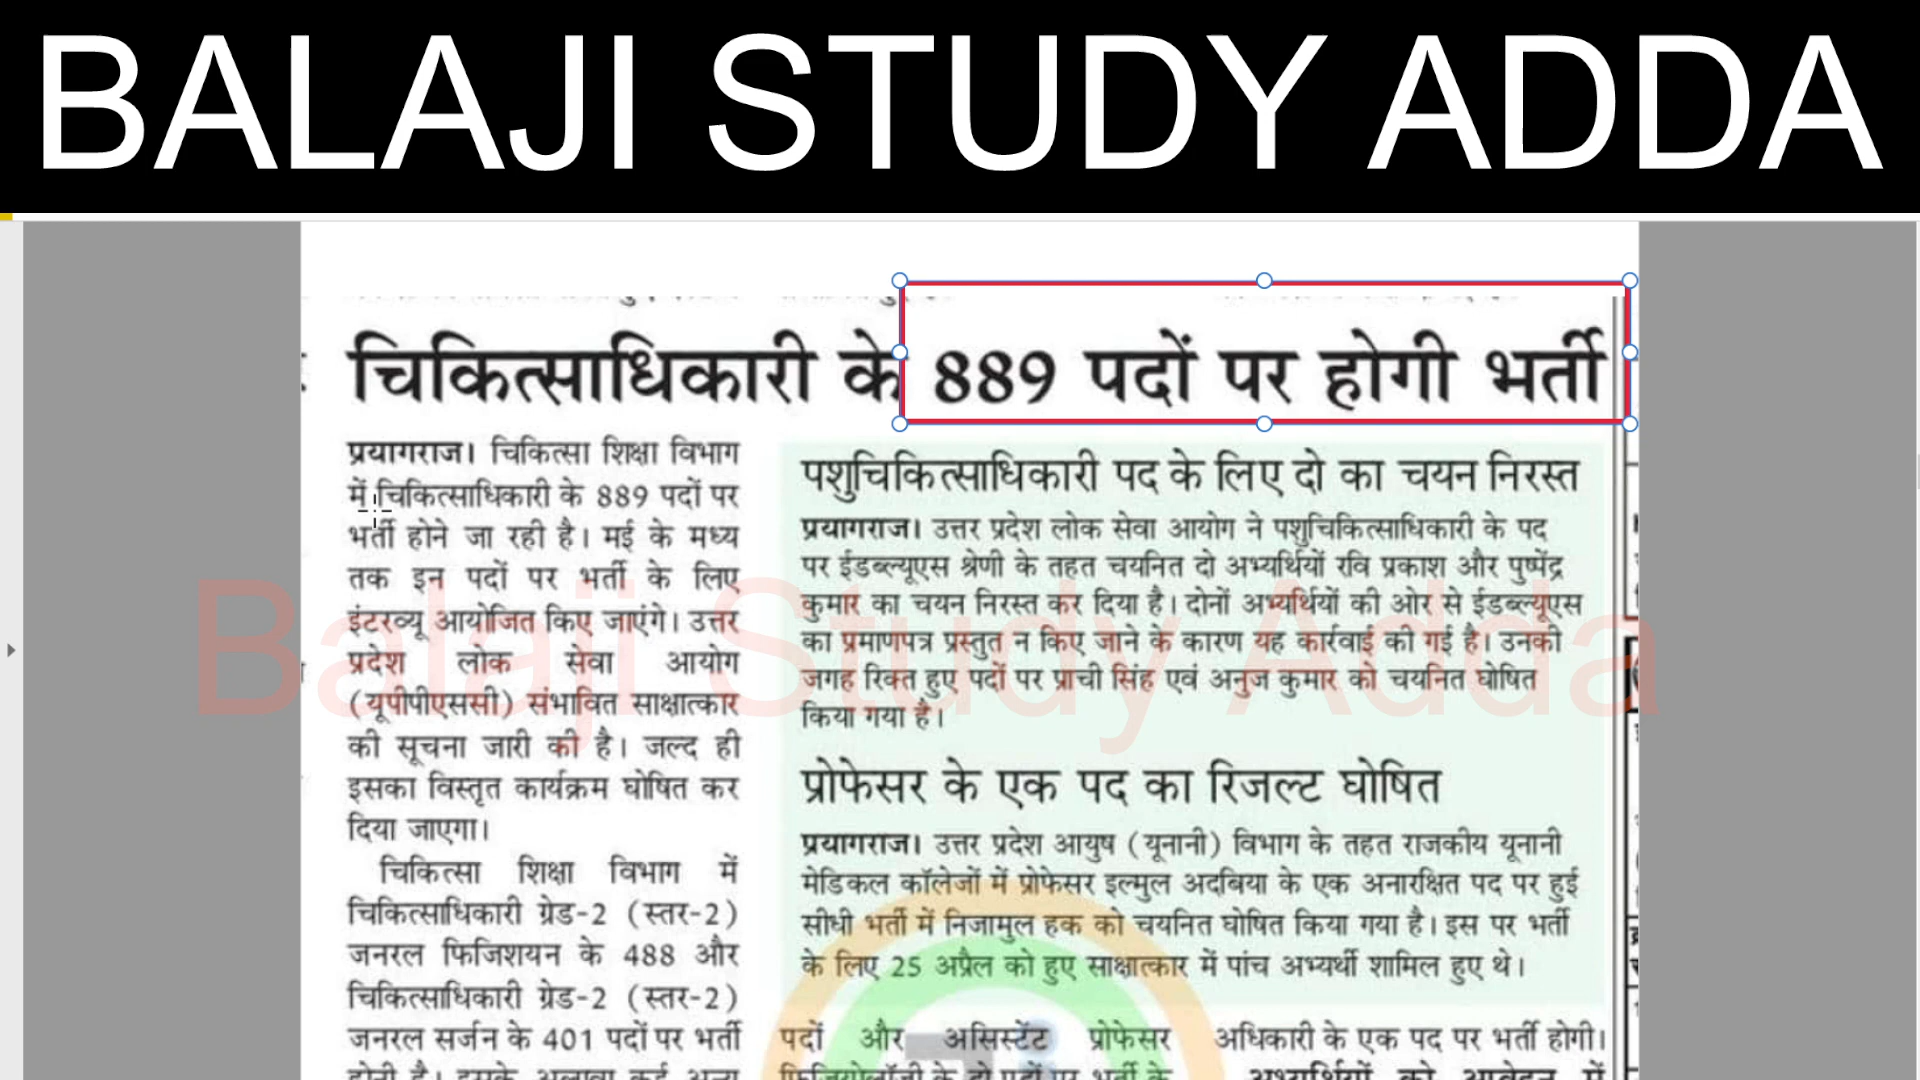 BALAJI STUDY ADDA
चिकित्साधिकारी के 889 पदों पर होगी भर्ती
प्रयागराज। चिकित्सा शिक्षा विभाग
में चिकित्साधिकारी के 889 पदों पर
भर्ती होने जा रही है। मई के मध्य
तक इन पदों पर भर्ती के लिए
इंटरव्यू आयोजित किए जाएंगे। उत्तर
प्रदेश लोक सेवा आयोग
(यूपीपीएससी) संभावित साक्षात्कार
की सूचना जारी की है। जल्द ही
इसका विस्तृत कार्यक्रम घोषित कर
दिया जाएगा।
चिकित्सा शिक्षा विभाग में
चिकित्साधिकारी ग्रेड-2 (स्तर-2)
जनरल फिजिशयन के 488 और
चिकित्साधिकारी ग्रेड-2 (स्तर-2)
जनरल सर्जन के 401 पदों पर भर्ती
पशुचिकित्साधिकारी पद के लिए दो का चयन निरस्त
प्रयागराज। उत्तर प्रदेश लोक सेवा आयोग ने पशुचिकित्साधिकारी के पद
पर ईडब्ल्यूएस श्रेणी के तहत चयनित दो अभ्यर्थियों रवि प्रकाश और पुष्पेंद्र
कुमार का चयन निरस्त कर दिया है। दोनों अभ्यर्थियों की ओर से ईडब्ल्यूएस
का प्रमाणपत्र प्रस्तुत न किए जाने के कारण यह कार्रवाई की गई है। उनकी
जगह रिक्त हुए पदों पर प्राची सिंह एवं अनुज कुमार को चयनित घोषित
किया गया है।
प्रोफेसर के एक पद का रिजल्ट घोषित
प्रयागराज। उत्तर प्रदेश आयुष (यूनानी) विभाग के तहत राजकीय यूनानी
मेडिकल कॉलेजों में प्रोफेसर इल्मुल अदबिया के एक अनारक्षित पद पर हुई
सीधी भर्ती में निजामुल हक को चयनित घोषित किया गया है। इस पर भर्ती
के लिए 25 अप्रैल को हुए साक्षात्कार में पांच अभ्यर्थी शामिल हुए थे।
पदों और असिस्टेंट प्रोफेसर
अधिकारी के एक पद पर भर्ती होगी।
Balaji Study Adda